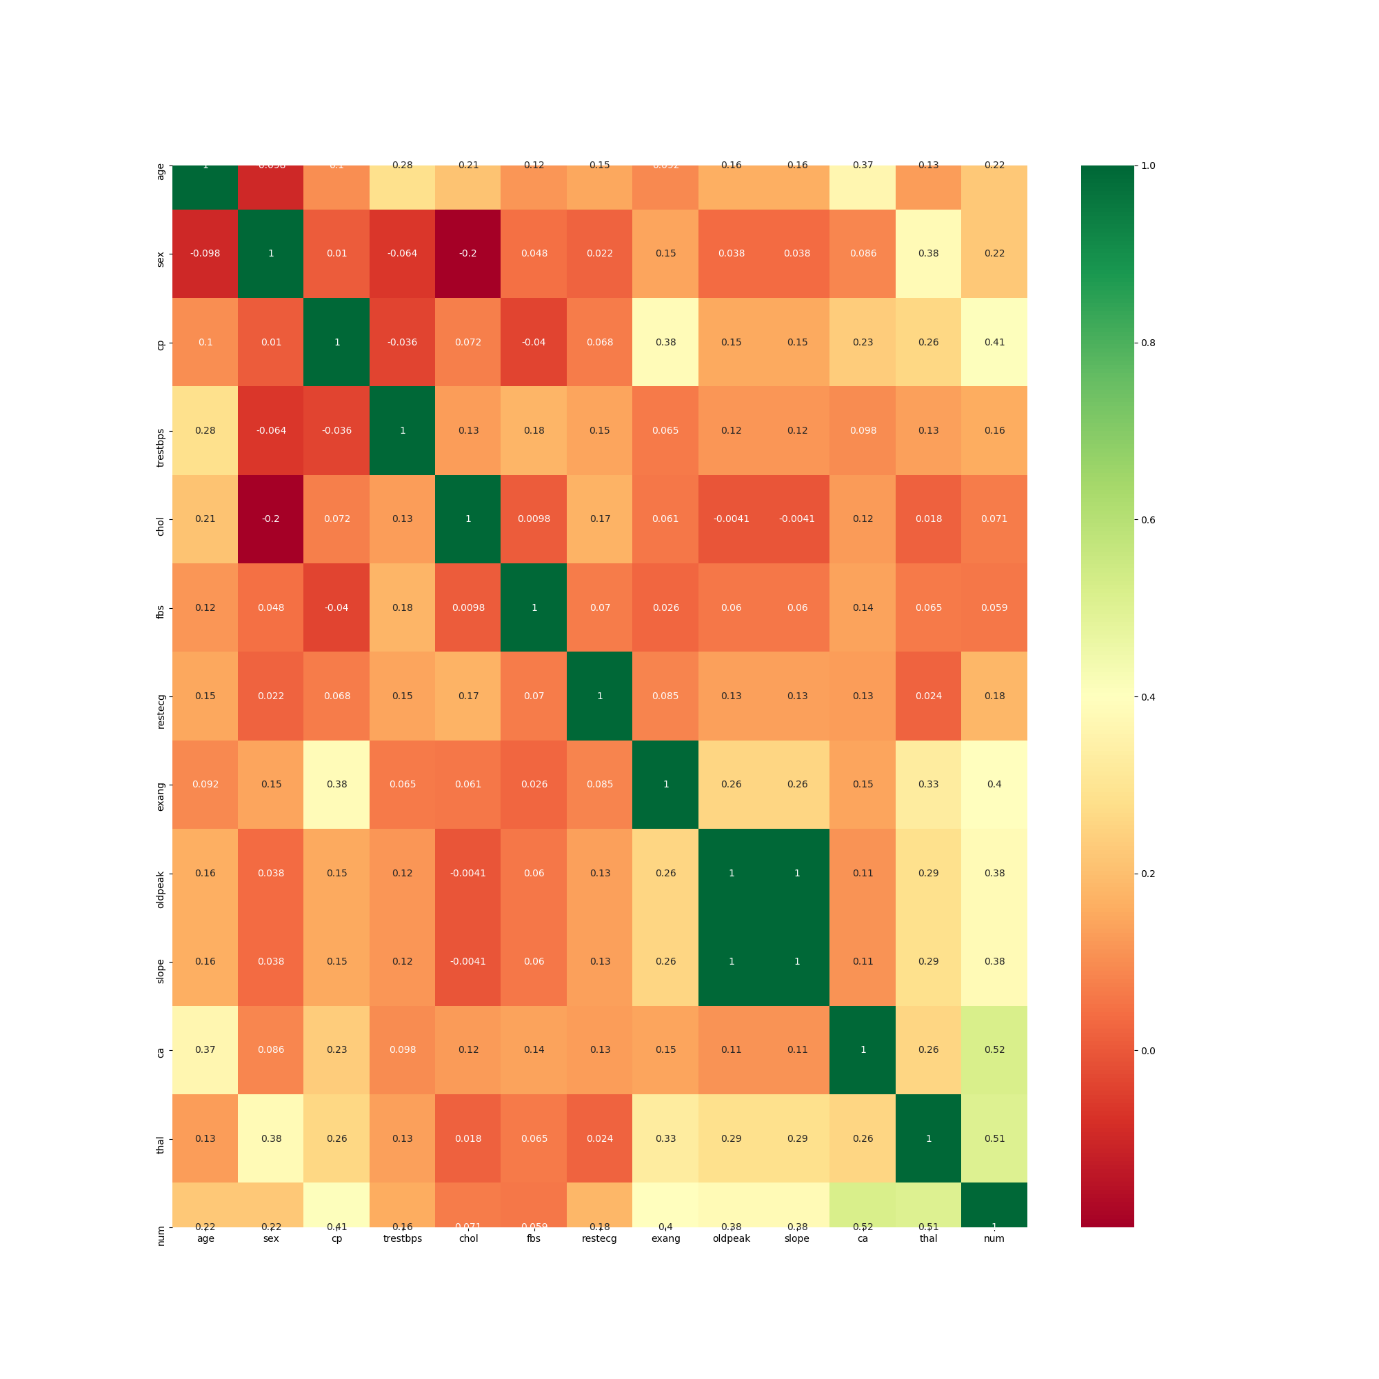 age 1 -0.098 0.1 0.28 0.21 0.12 0.15 0.092 0.16 0.16 0.37 0.13 0.22
sex -0.098 1 0.01 -0.064 -0.2 0.048 0.022 0.15 0.038 0.038 0.086 0.38 0.22
cp 0.1 0.01 1 -0.036 0.072 -0.04 0.068 0.38 0.15 0.15 0.23 0.26 0.41
trestbps 0.28 -0.064 -0.036 1 0.13 0.18 0.15 0.065 0.12 0.12 0.098 0.13 0.16
chol 0.21 -0.2 0.072 0.13 1 0.0098 0.17 0.061 -0.0041 -0.0041 0.12 0.018 0.071
fbs 0.12 0.048 -0.04 0.18 0.0098 1 0.07 0.026 0.06 0.06 0.14 0.065 0.059
restecg 0.15 0.022 0.068 0.15 0.17 0.07 1 0.085 0.13 0.13 0.13 0.024 0.18
exang 0.092 0.15 0.38 0.065 0.061 0.026 0.085 1 0.26 0.26 0.15 0.33 0.4
oldpeak 0.16 0.038 0.15 0.12 -0.0041 0.06 0.13 0.26 1 1 0.11 0.29 0.38
slope 0.16 0.038 0.15 0.12 -0.0041 0.06 0.13 0.26 1 1 0.11 0.29 0.38
ca 0.37 0.086 0.23 0.098 0.12 0.14 0.13 0.15 0.11 0.11 1 0.26 0.52
thal 0.13 0.38 0.26 0.13 0.018 0.065 0.024 0.33 0.29 0.29 0.26 1 0.51
num 0.22 0.22 0.41 0.16 0.071 0.059 0.18 0.4 0.38 0.38 0.52 0.51 1
age sex cp trestbps chol fbs restecg exang oldpeak slope ca thal num
1.0
0.8
0.6
0.4
0.2
0.0